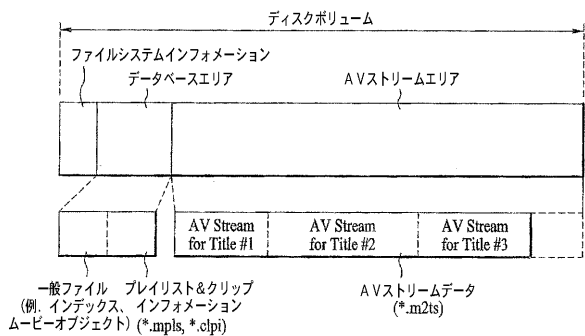 ディスクボリューム
ファイルシステムインフォメーション
データベースエリア
AVストリームエリア
AV Stream
for Title #1
AV Stream
for Title #2
AV Stream
for Title #3
一般ファイル
(例. インデックス、
ムービーオブジェクト)
プレイリスト&クリップ
インフォメーション
(*.mpls, *.clpi)
AVストリームデータ
(*.m2ts)